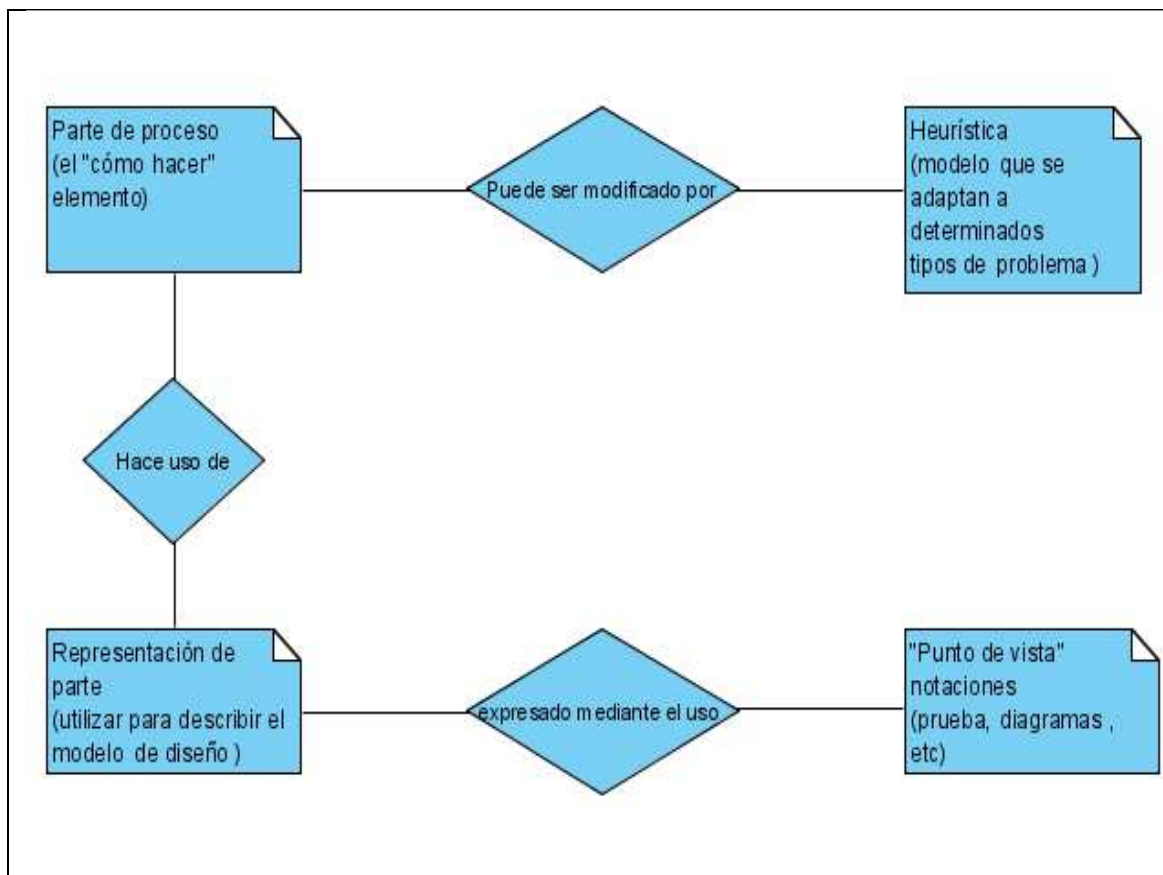 Parte de proceso
(el "cómo hacer"
elemento)
Puede ser modificado por
Heurística
(modelo que se
adaptan a
determinados
tipos de problema )
Hace uso de
Representación de
parte
(utilizar para describir el
modelo de diseño )
expresado mediante el uso
"Punto de vista"
notaciones
(prueba, diagramas ,
etc)